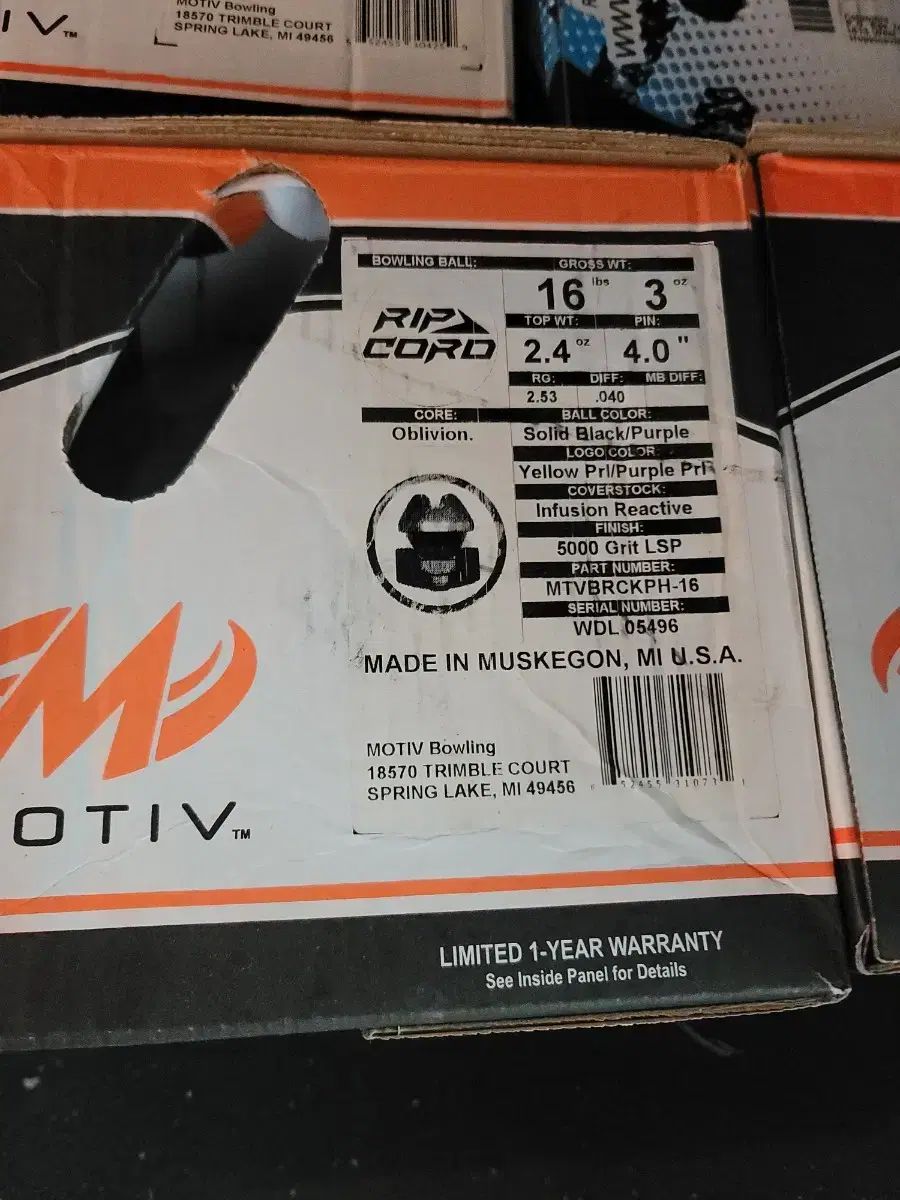 IV™
MOTIV Bowling
18570 TRIMBLE COURT
SPRING LAKE, MI 49456
WWW
BOWLING BALL:
GROSS WT:
16 lbs 3 oz
RIP
CORD
TOP WT: PIN:
2.4 oz 4.0 "
RG: DIFF: MB DIFF:
2.53 .040
CORE:
Oblivion.
BALL COLOR:
Solid Black/Purple
LOGO COLOR:
Yellow Prl/Purple Prl
COVERSTOCK:
Infusion Reactive
FINISH:
5000 Grit LSP
PART NUMBER:
MTVBRCKPH-16
SERIAL NUMBER:
WDL 05496
MADE IN MUSKEGON, MI U.S.A.
MOTIV Bowling
18570 TRIMBLE COURT
SPRING LAKE, MI 49456
OTIV™
LIMITED 1-YEAR WARRANTY
See Inside Panel for Details